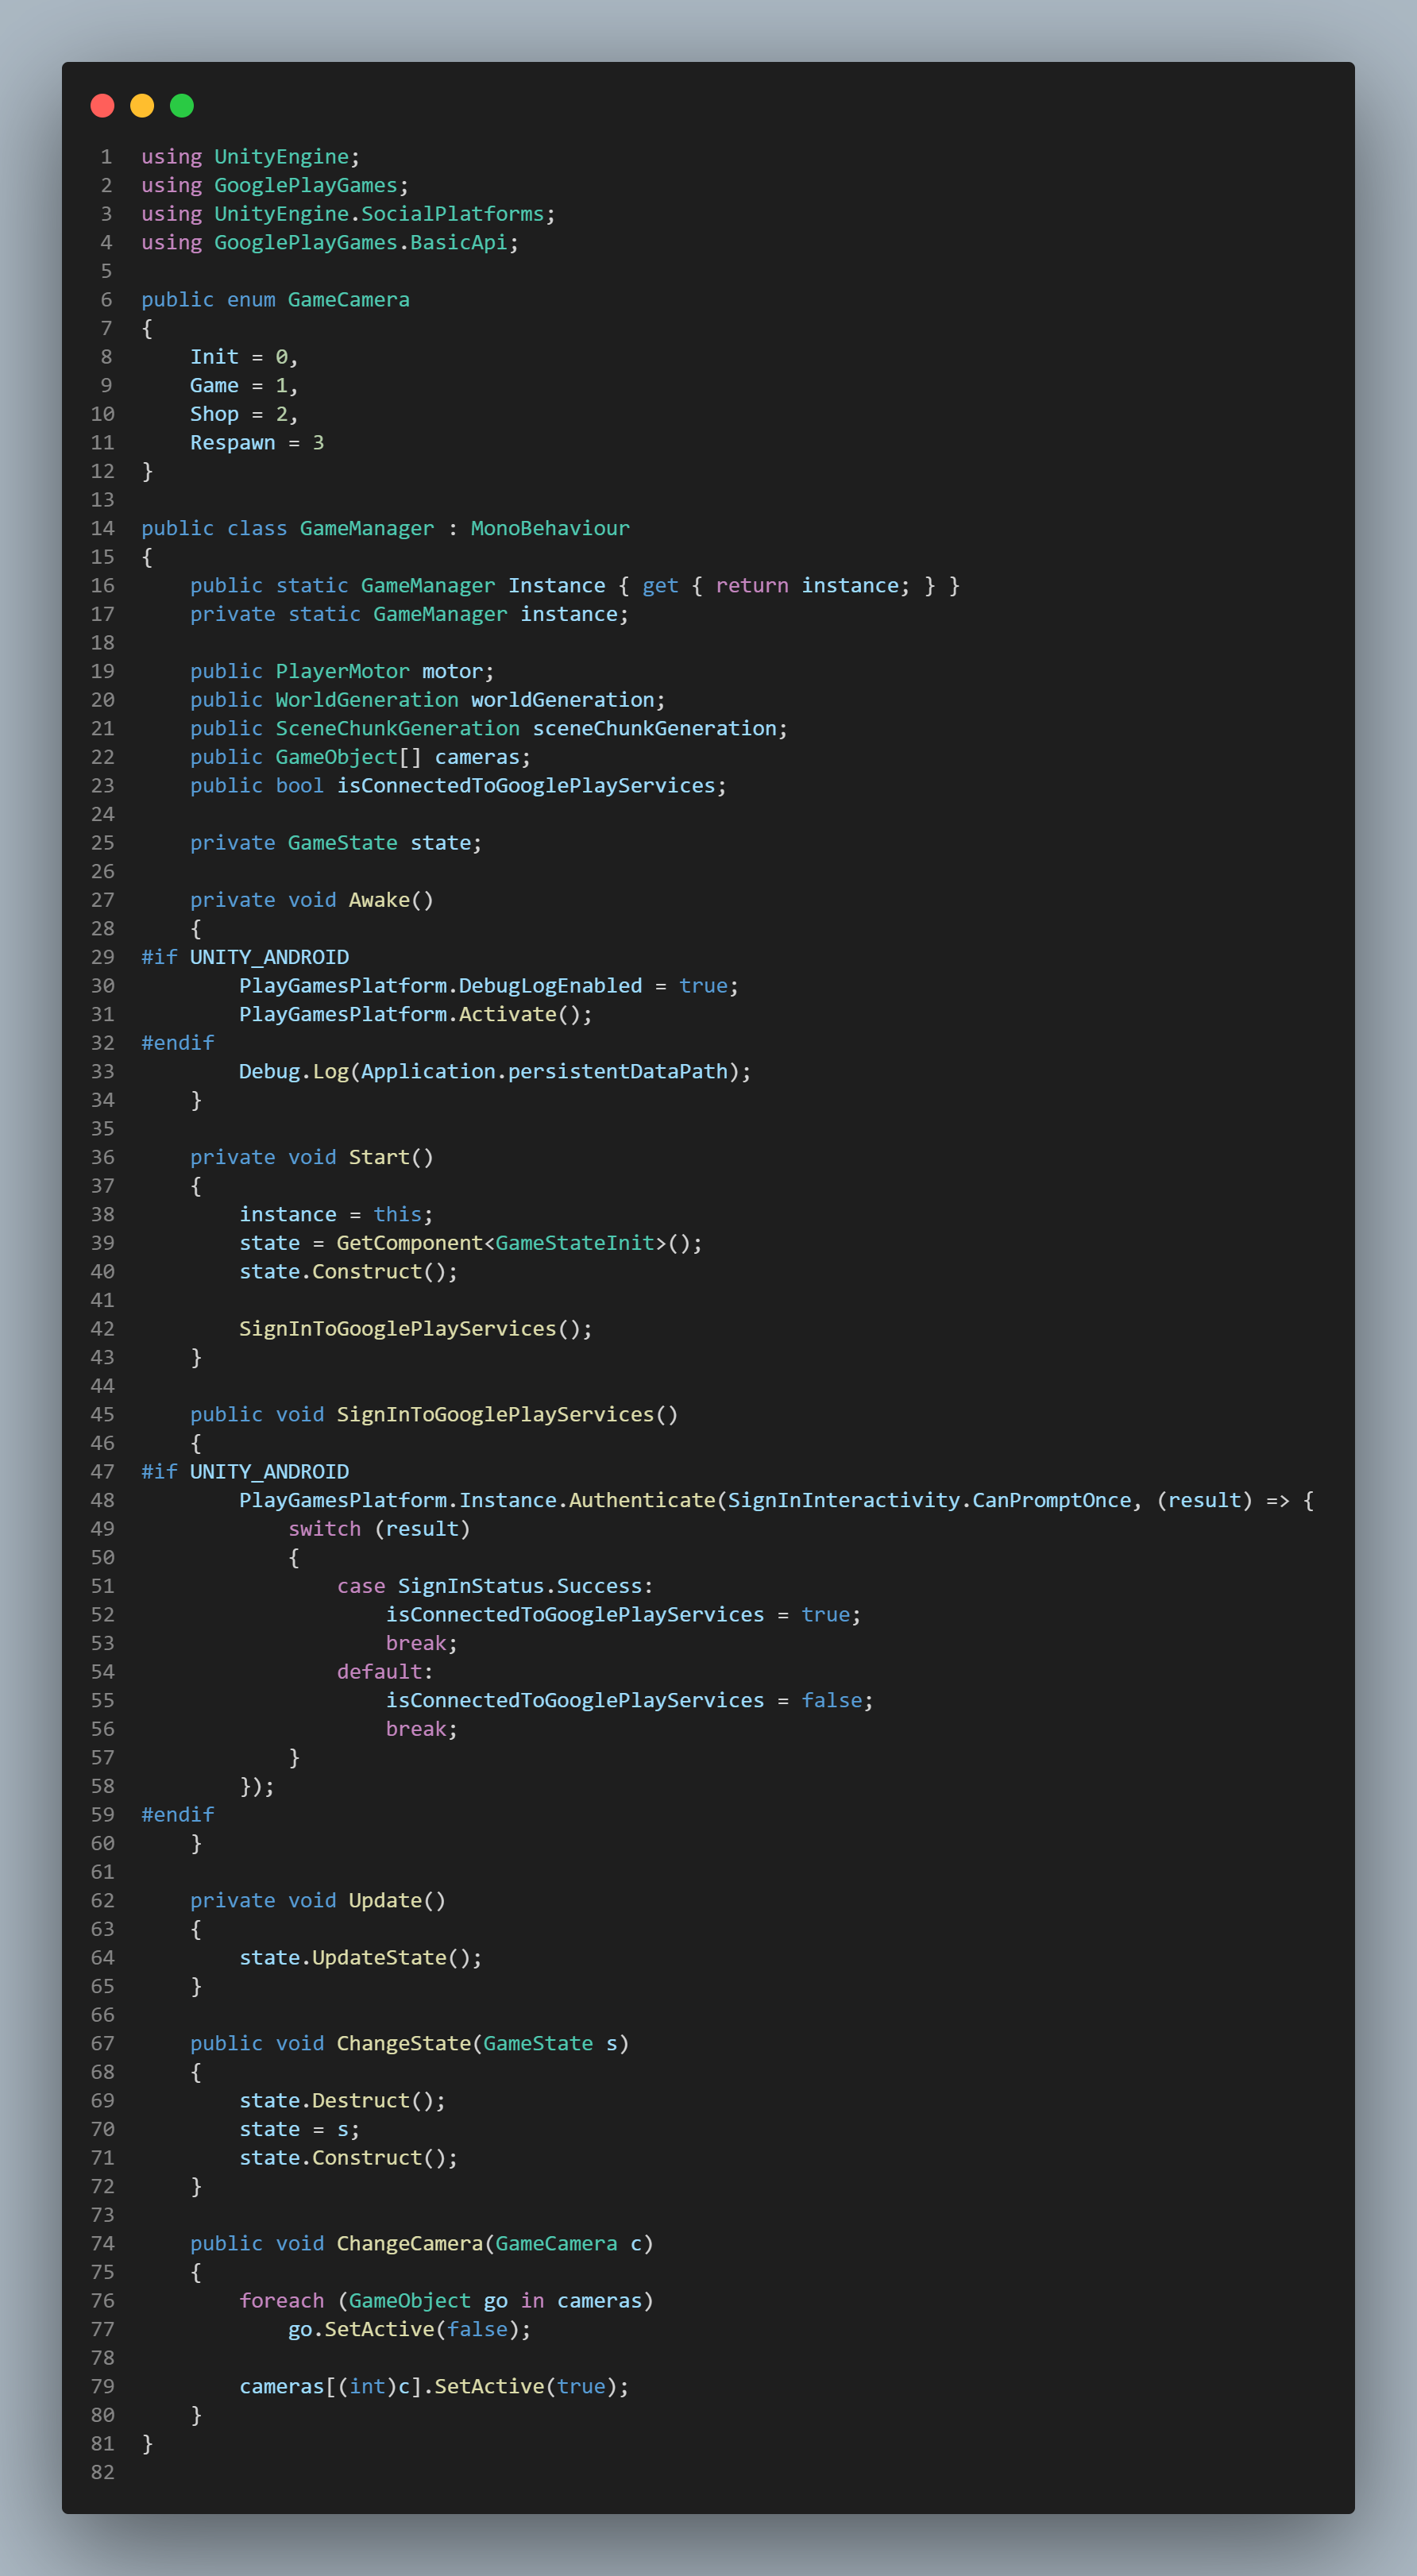 1 using UnityEngine;
2 using GooglePlayGames;
3 using UnityEngine.SocialPlatforms;
4 using GooglePlayGames.BasicApi;
5
6 public enum GameCamera
7 {
8     Init = 0,
9     Game = 1,
10     Shop = 2,
11     Respawn = 3
12 }
13
14 public class GameManager : MonoBehaviour
15 {
16     public static GameManager Instance { get { return instance; } }
17     private static GameManager instance;
18
19     public PlayerMotor motor;
20     public WorldGeneration worldGeneration;
21     public SceneChunkGeneration sceneChunkGeneration;
22     public GameObject[] cameras;
23     public bool isConnectedToGooglePlayServices;
24
25     private GameState state;
26
27     private void Awake()
28     {
29 #if UNITY_ANDROID
30         PlayGamesPlatform.DebugLogEnabled = true;
31         PlayGamesPlatform.Activate();
32 #endif
33         Debug.Log(Application.persistentDataPath);
34     }
35
36     private void Start()
37     {
38         instance = this;
39         state = GetComponent<GameStateInit>();
40         state.Construct();
41
42         SignInToGooglePlayServices();
43     }
44
45     public void SignInToGooglePlayServices()
46     {
47 #if UNITY_ANDROID
48         PlayGamesPlatform.Instance.Authenticate(SignInInteractivity.CanPromptOnce, (result) => {
49             switch (result)
50             {
51                 case SignInStatus.Success:
52                     isConnectedToGooglePlayServices = true;
53                     break;
54                 default:
55                     isConnectedToGooglePlayServices = false;
56                     break;
57             }
58         });
59 #endif
60     }
61
62     private void Update()
63     {
64         state.UpdateState();
65     }
66
67     public void ChangeState(GameState s)
68     {
69         state.Destruct();
70         state = s;
71         state.Construct();
72     }
73
74     public void ChangeCamera(GameCamera c)
75     {
76         foreach (GameObject go in cameras)
77             go.SetActive(false);
78
79         cameras[(int)c].SetActive(true);
80     }
81 }
82